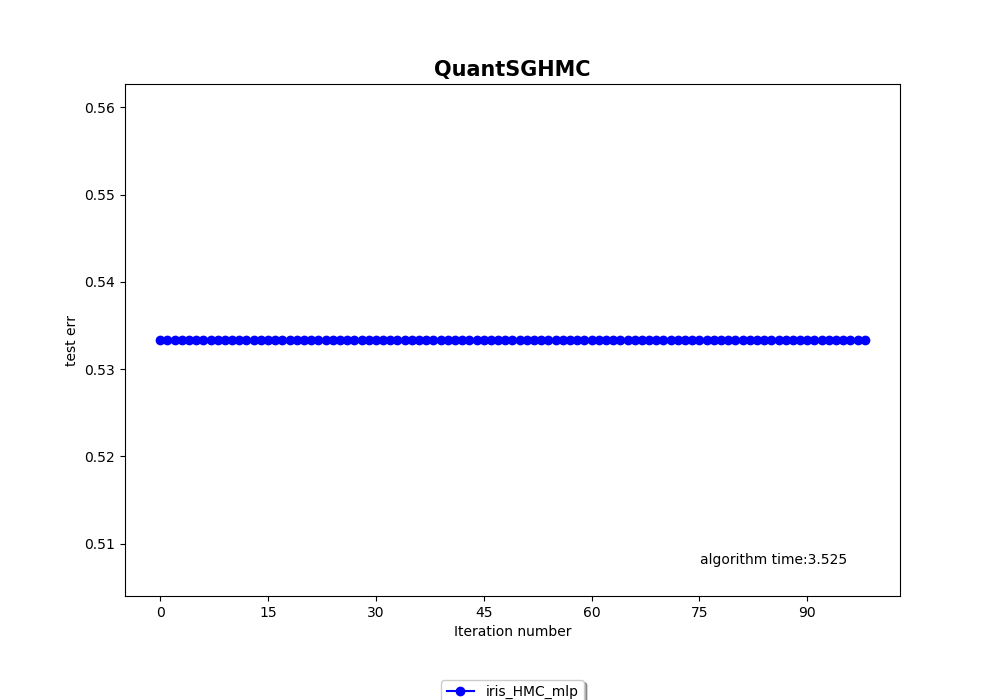 QuantSGHMC
0.56
0.55
0.54
0.53
0.52
0.51
test err
algorithm time:3.525
0 15 30 45 60 75 90
Iteration number
iris_HMC_mlp